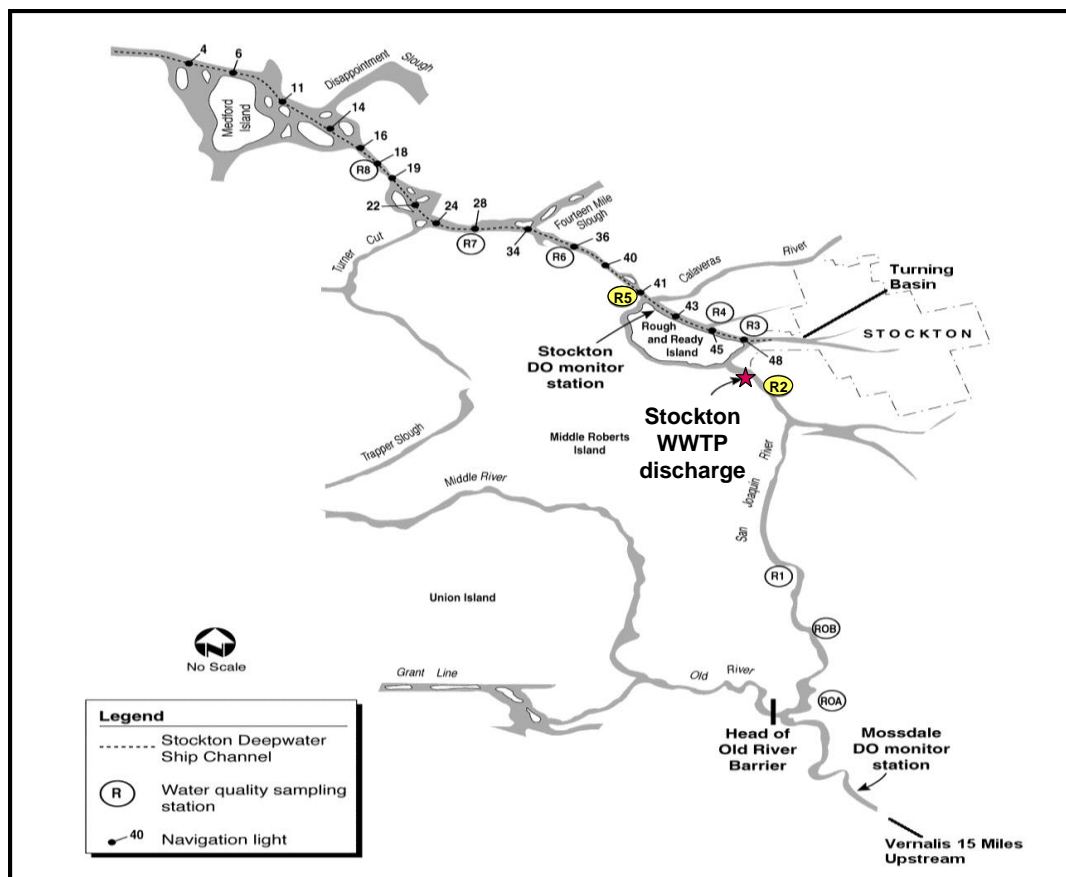 4
6
11
Disappointment Slough
14
Medford
Island
16
18
R8
19
22
24
28
Fourteen Mile
Slough
Turner Cut
R7
34
R6
36
40
41
Calaveras River
Turning
Basin
R5
43
R4
R3
STOCKTON
Rough
and Ready
Island
45
48
Stockton
DO monitor
station
R2
Stockton
WWTP
discharge
Trapper Slough
Middle Roberts
Island
Middle River
San Joaquin River
R1
Union Island
ROB
N
No Scale
Grant Line
Old River
ROA
Head of
Old River
Barrier
Mossdale
DO monitor
station
Legend
Stockton Deepwater
Ship Channel
R
Water quality sampling
station
40
Navigation light
Vernalis 15 Miles
Upstream